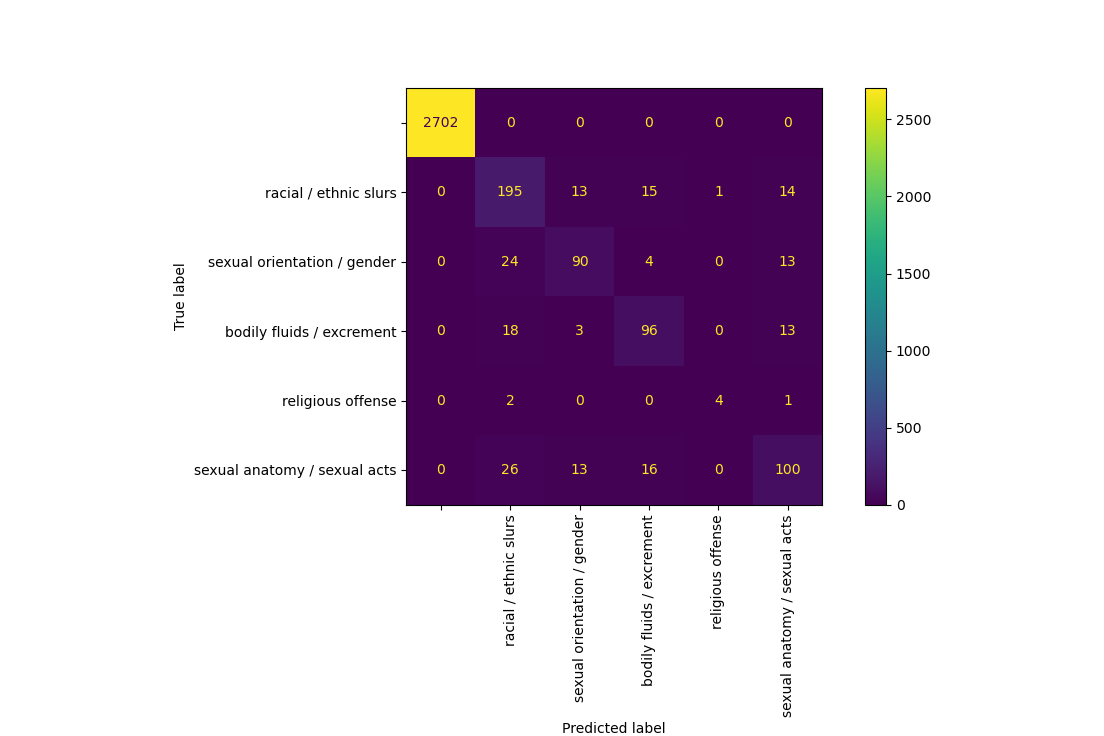 2702 0 0 0 0 0
racial / ethnic slurs 0 195 13 15 1 14
sexual orientation / gender 0 24 90 4 0 13
bodily fluids / excrement 0 18 3 96 0 13
religious offense 0 2 0 0 4 1
sexual anatomy / sexual acts 0 26 13 16 0 100
True label
racial / ethnic slurs
sexual orientation / gender
bodily fluids / excrement
religious offense
sexual anatomy / sexual acts
Predicted label
2500
2000
1500
1000
500
0